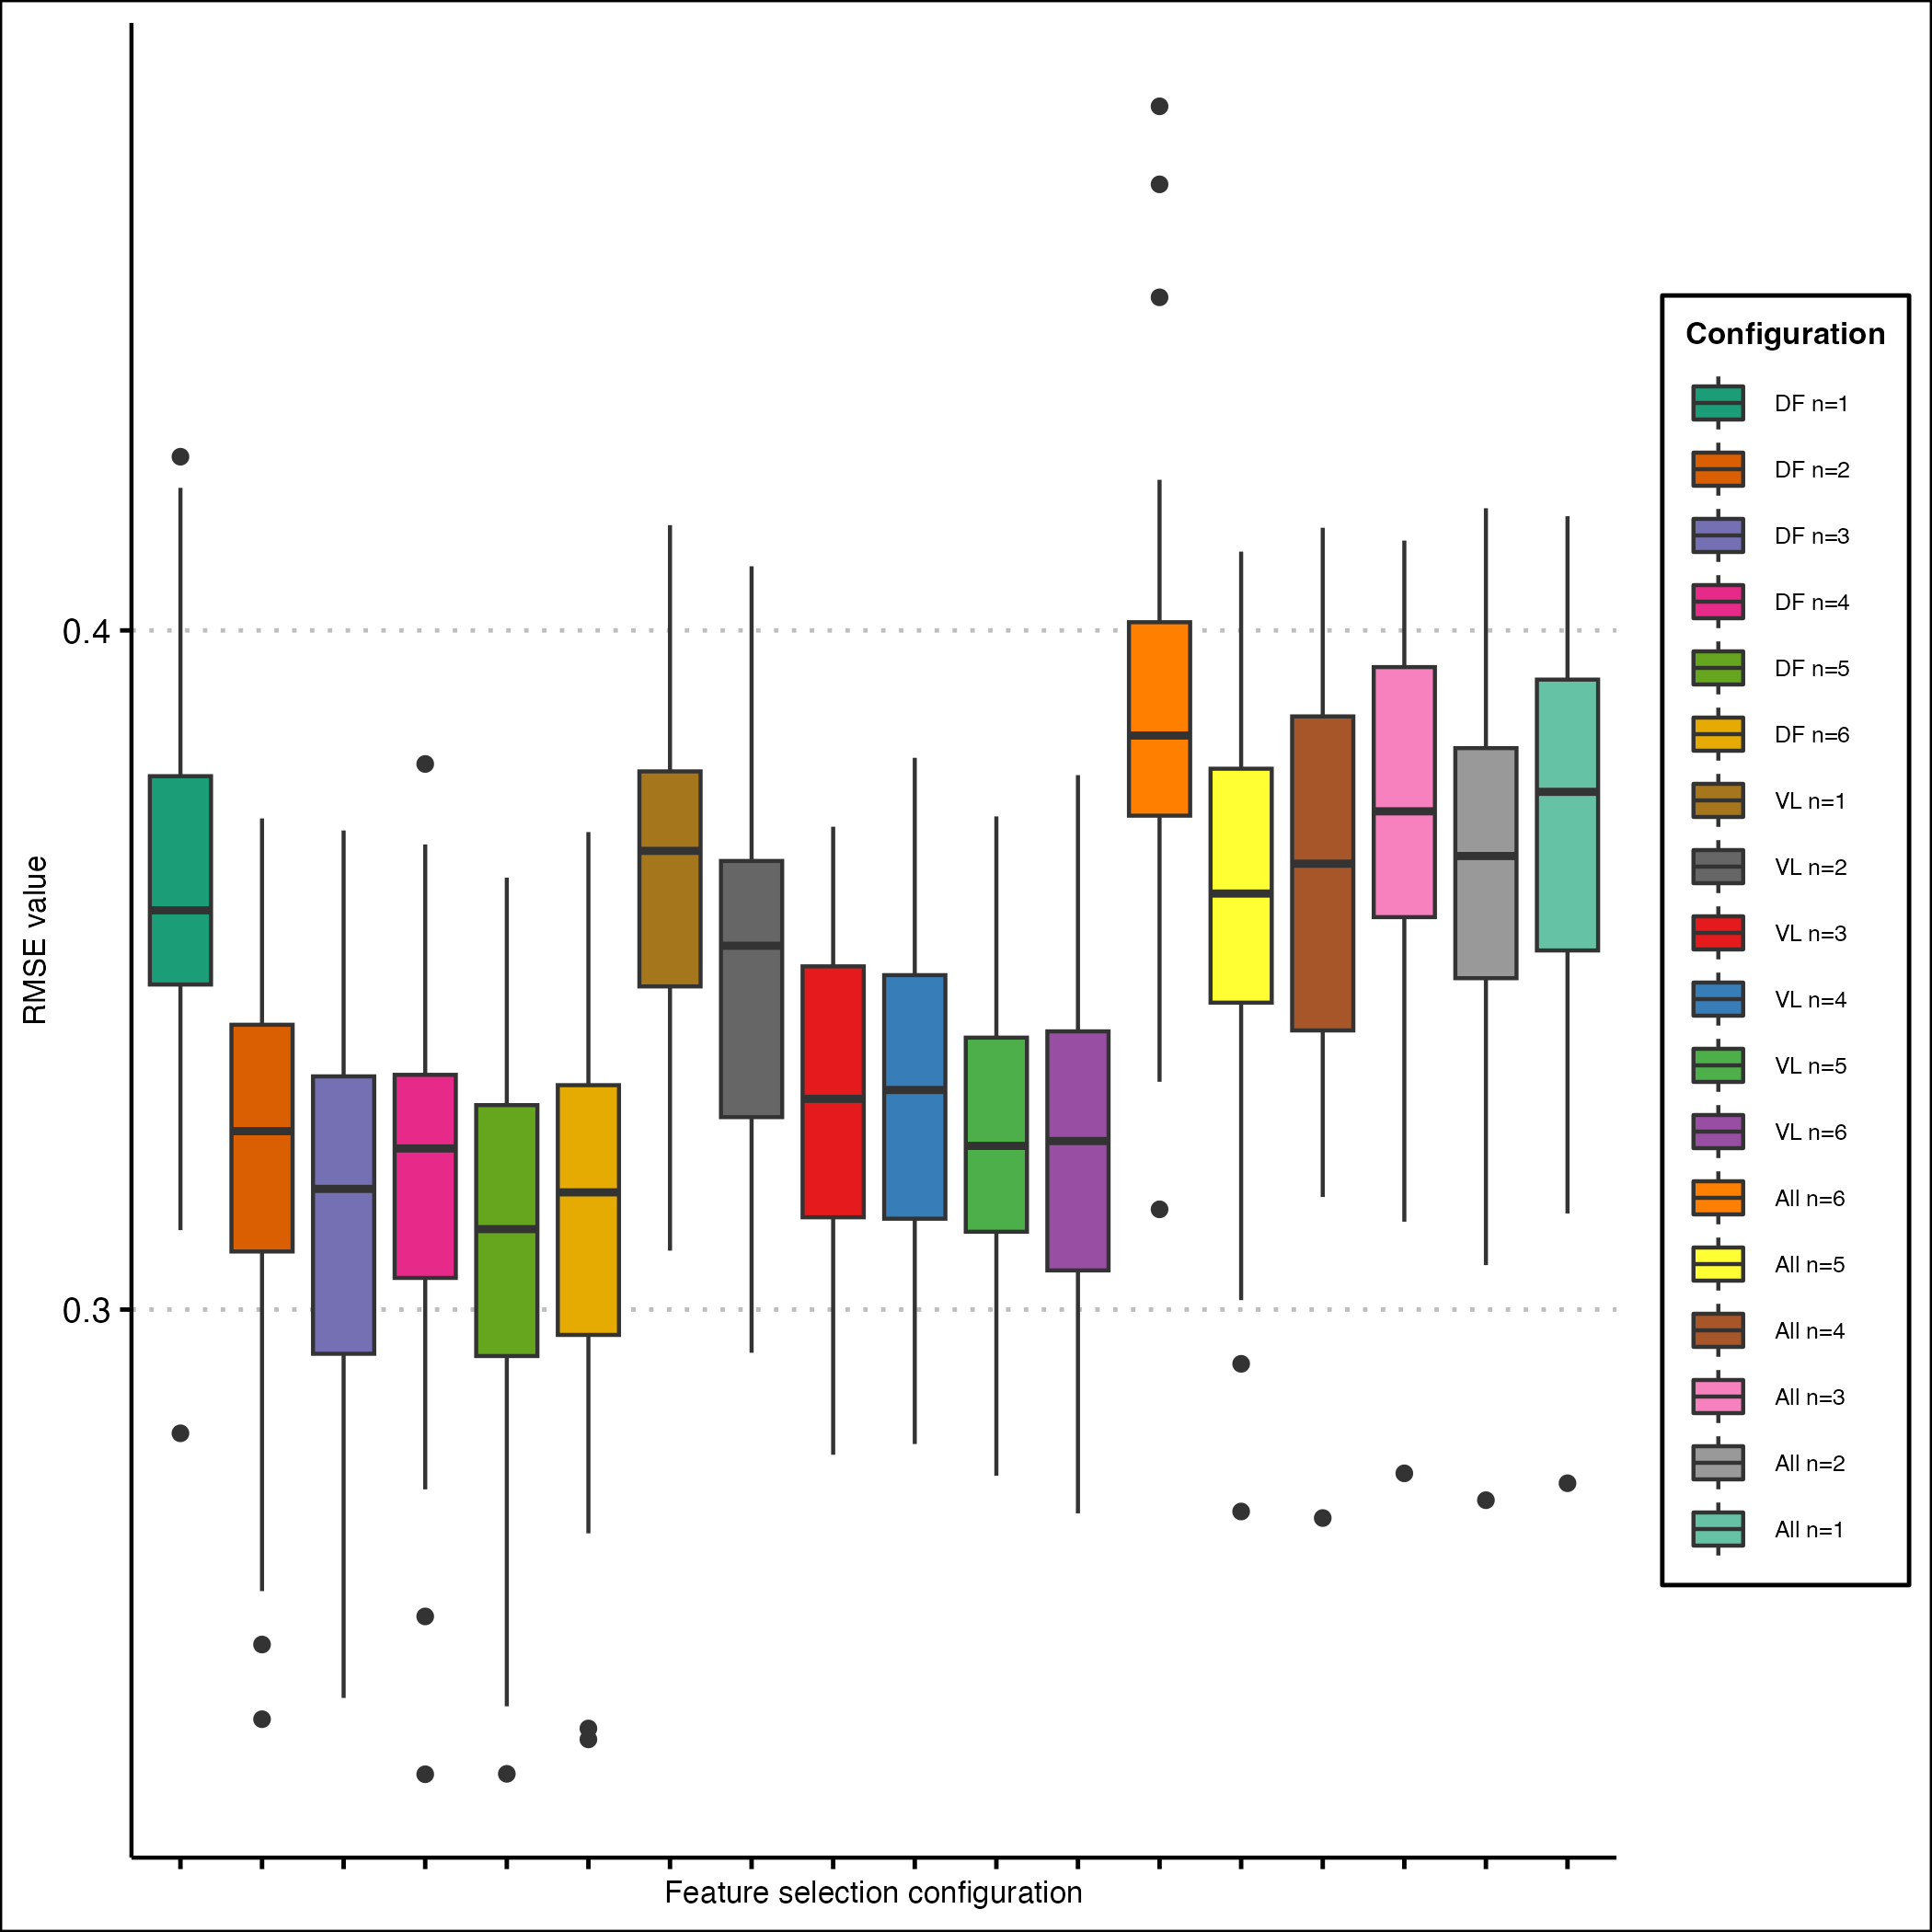 0.4
0.3
RMSE value
Feature selection configuration
Configuration
DF n=1
DF n=2
DF n=3
DF n=4
DF n=5
DF n=6
VL n=1
VL n=2
VL n=3
VL n=4
VL n=5
VL n=6
All n=6
All n=5
All n=4
All n=3
All n=2
All n=1